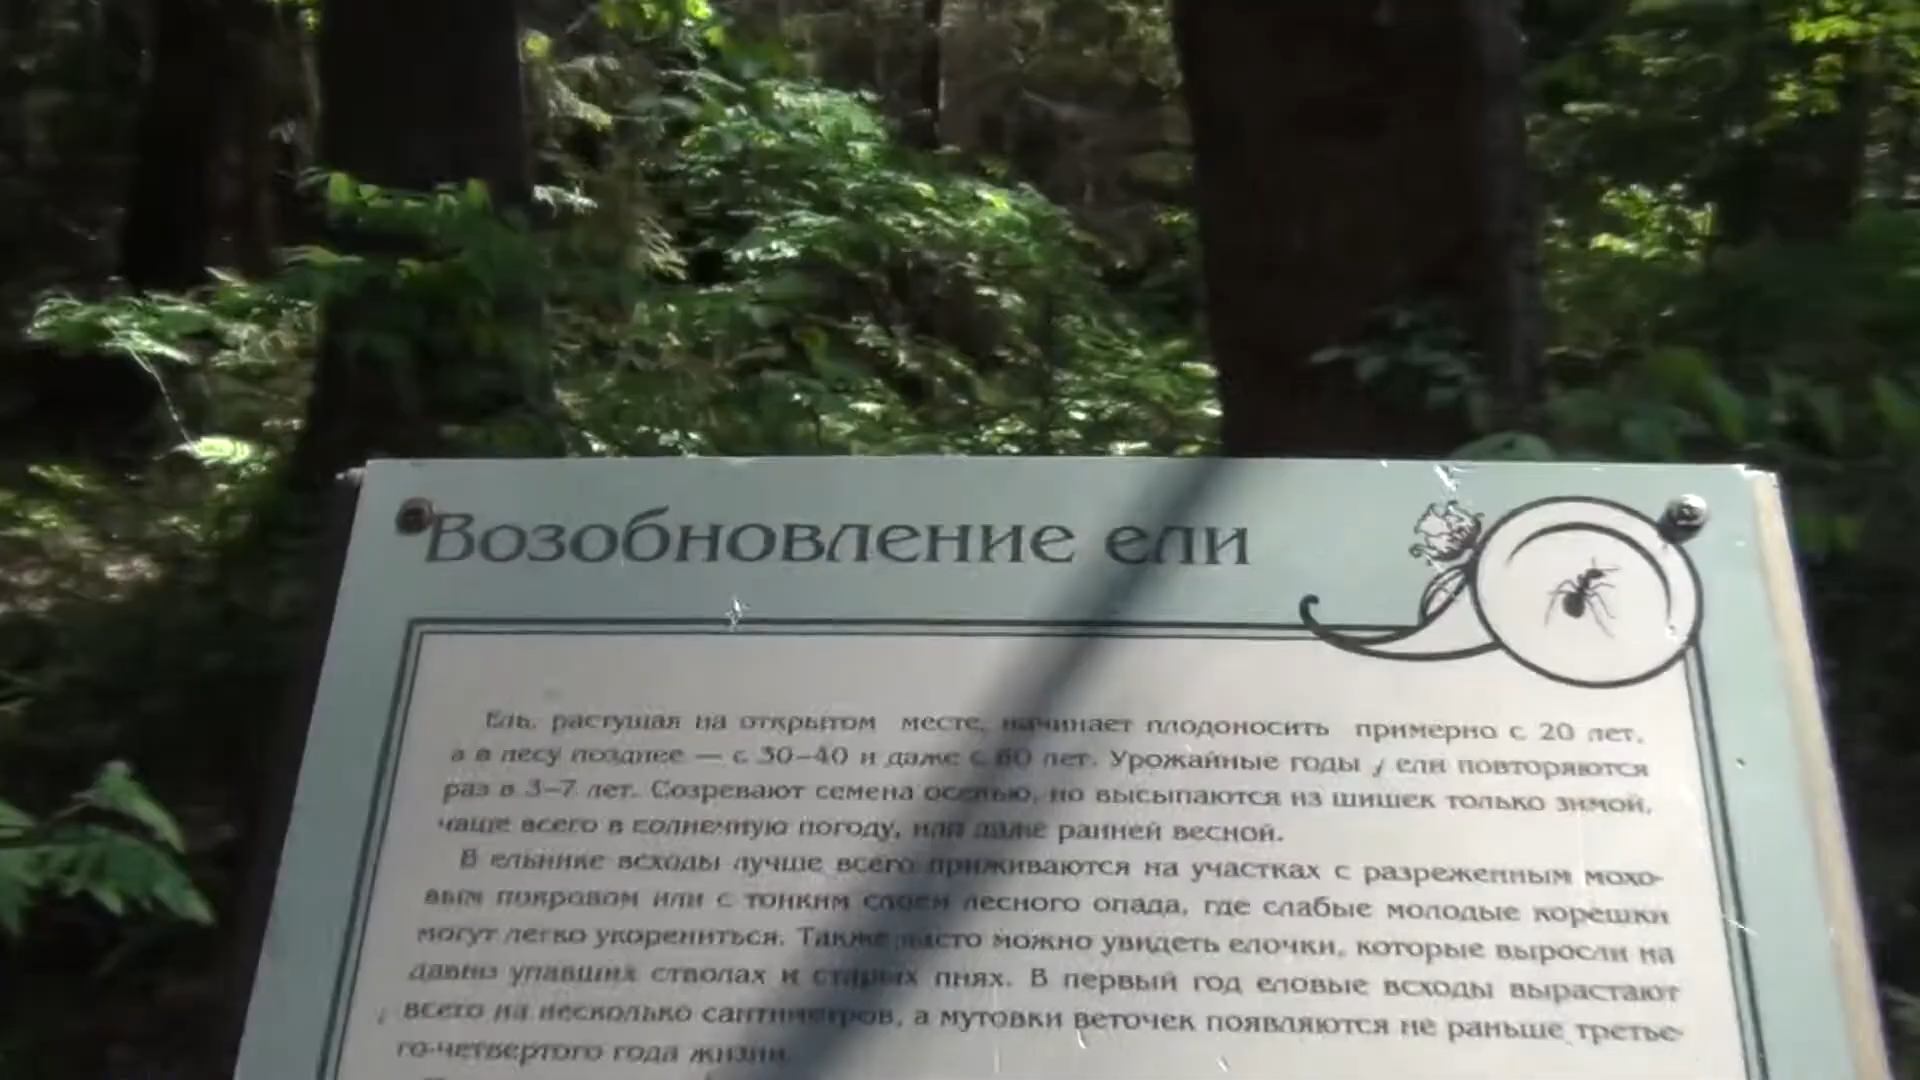 Возобновление ели
Ель, растущая на открытом месте, начинает плодоносить примерно с 20 лет,
а в лесу позднее — с 30–40 и даже с 60 лет. Урожайные годы у ели повторяются
раз в 3–7 лет. Созревают семена осенью, но высыпаются из шишек только зимой,
чаще всего в солнечную погоду, или даже ранней весной.
В ельнике всходы лучше всего приживаются на участках с разреженным мохо-
вым покровом или с тонким слоем лесного опада, где слабые молодые корешки
могут легко укорениться. Также часто можно увидеть елочки, которые выросли на
давно упавших стволах и старых пнях. В первый год еловые всходы вырастают
всего на несколько сантиметров, а мутовки веточек появляются не раньше третье-
го-четвертого года жизни.